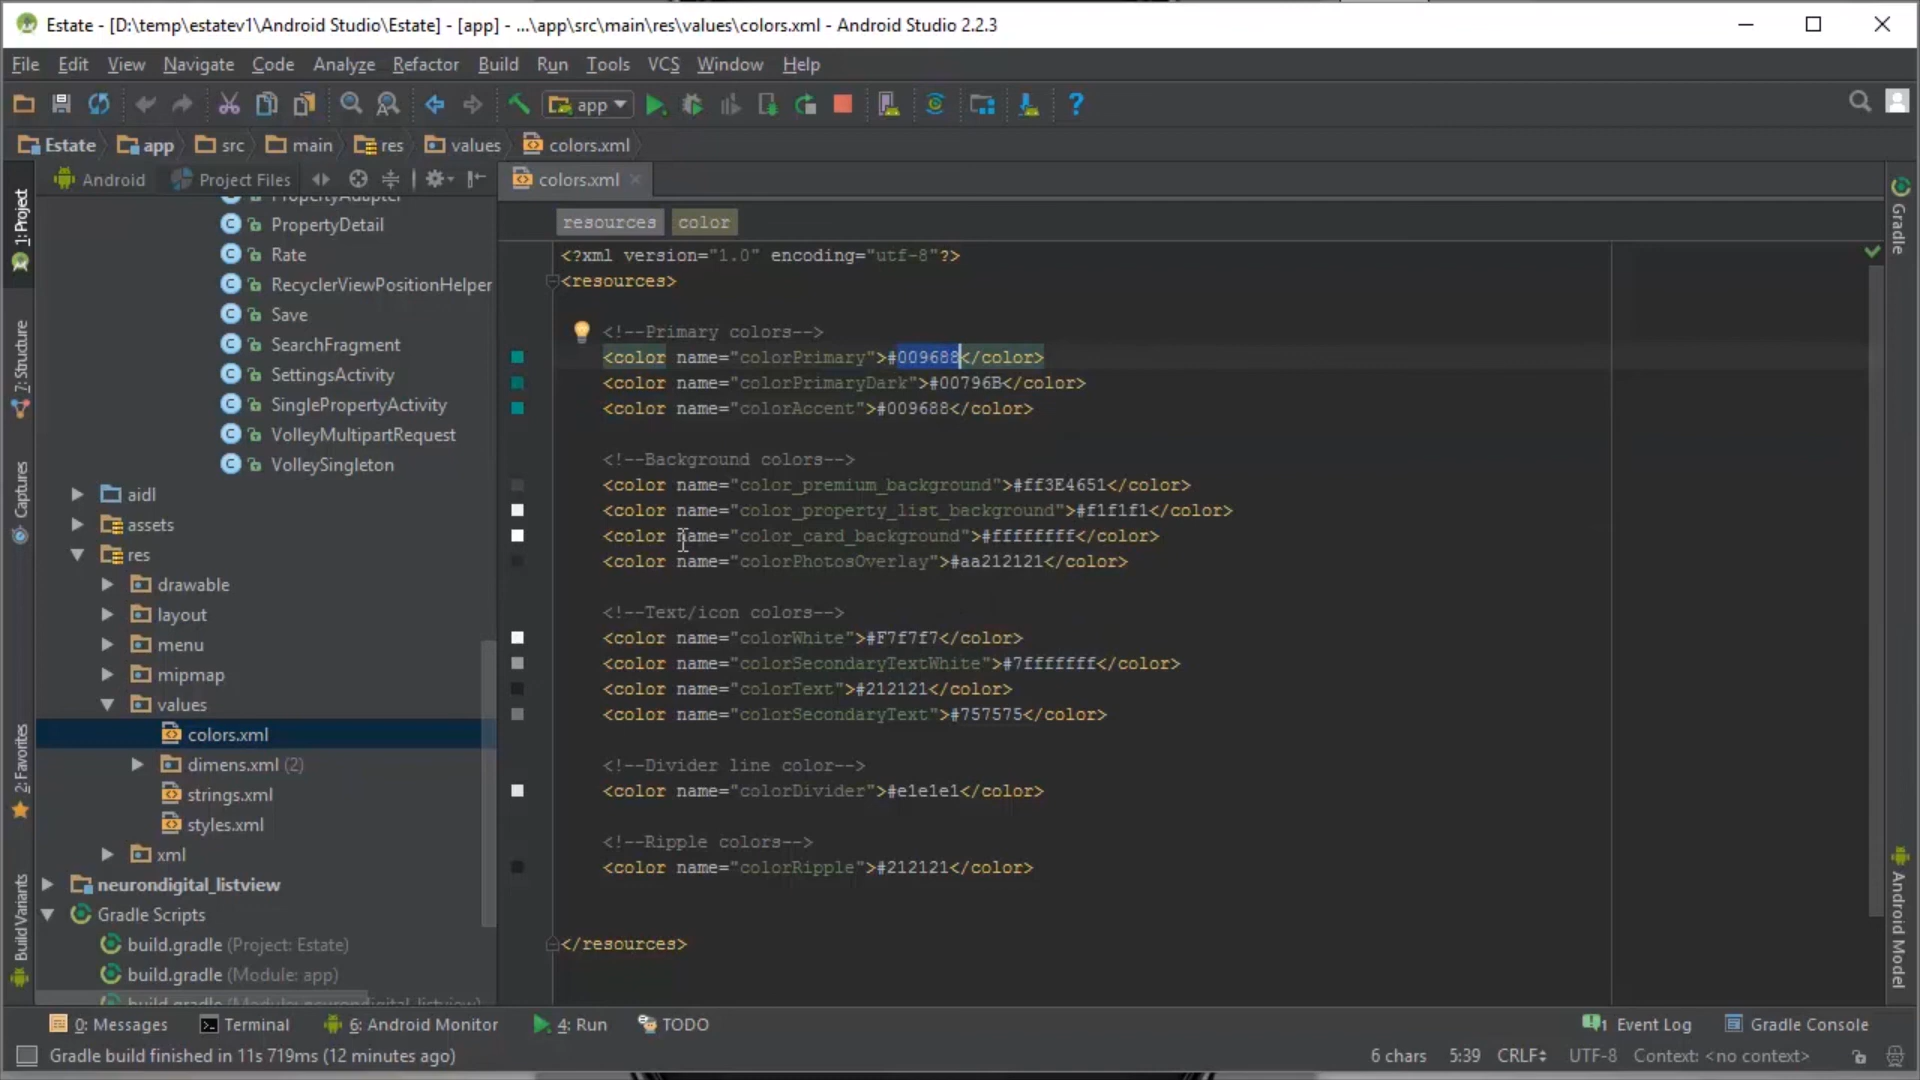 Estate - [D:\temp\estatev1\Android Studio\Estate] - [app] - ...\app\src\main\res\values\colors.xml - Android Studio 2.2.3
File Edit View Navigate Code Analyze Refactor Build Run Tools VCS Window Help
app
Estate app src main res values colors.xml
Android Project Files
colors.xml
1: Project
7: Structure
Captures
2: Favorites
Build Variants
PropertyAdapter
PropertyDetail
Rate
RecyclerViewPositionHelper
Save
SearchFragment
SettingsActivity
SinglePropertyActivity
VolleyMultipartRequest
VolleySingleton
aidl
assets
res
drawable
layout
menu
mipmap
values
colors.xml
dimens.xml (2)
strings.xml
styles.xml
xml
neurondigital_listview
Gradle Scripts
build.gradle (Project: Estate)
build.gradle (Module: app)
build.gradle (Module: neurondigital_listview)
resources color
<?xml version="1.0" encoding="utf-8"?>
<resources>
<!--Primary colors-->
<color name="colorPrimary">#009688</color>
<color name="colorPrimaryDark">#00796B</color>
<color name="colorAccent">#009688</color>
<!--Background colors-->
<color name="color_premium_background">#ff3E4651</color>
<color name="color_property_list_background">#f1f1f1</color>
<color name="color_card_background">#ffffffff</color>
<color name="colorPhotosOverlay">#aa212121</color>
<!--Text/icon colors-->
<color name="colorWhite">#F7f7f7</color>
<color name="colorSecondaryTextWhite">#7fffffff</color>
<color name="colorText">#212121</color>
<color name="colorSecondaryText">#757575</color>
<!--Divider line color-->
<color name="colorDivider">#e1e1e1</color>
<!--Ripple colors-->
<color name="colorRipple">#212121</color>
</resources>
Gradle
Android Model
0: Messages Terminal 6: Android Monitor 4: Run TODO 1 Event Log Gradle Console
Gradle build finished in 11s 719ms (12 minutes ago) 6 chars 5:39 CRLF UTF-8 Context: <no context>